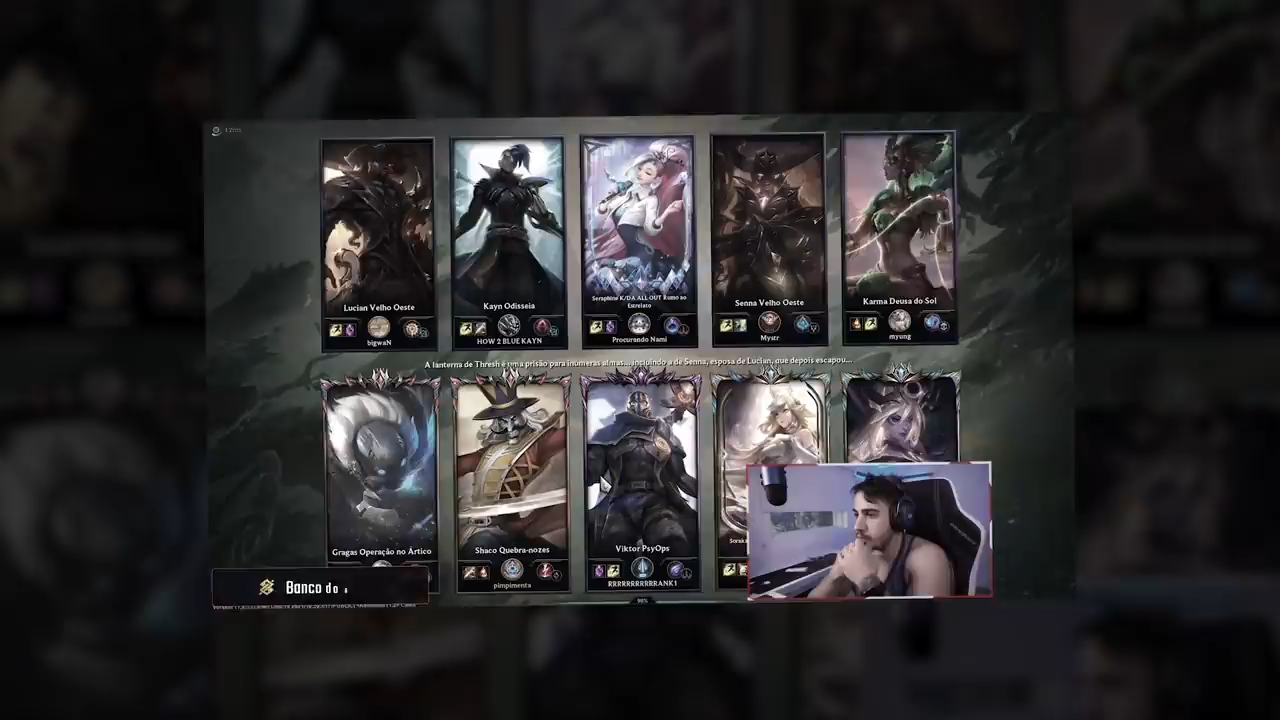 Lucian Velho Oeste
bigwaN
Kayn Odisseia
HOW 2 BLUE KAYN
Seraphine K/DA ALL OUT Rumo ao
Estrelato
Procurando Nami
Senna Velho Oeste
Mystr
Karma Deusa do Sol
myung
A lanterna de Thresh é uma prisão para inúmeras almas... incluindo a de Senna, esposa de Lucian, que depois escapou...
Gragas Operação no Ártico
Shaco Quebra-nozes
pimpimenta
Viktor PsyOps
RRRRRRRRRRANK1
Banco do